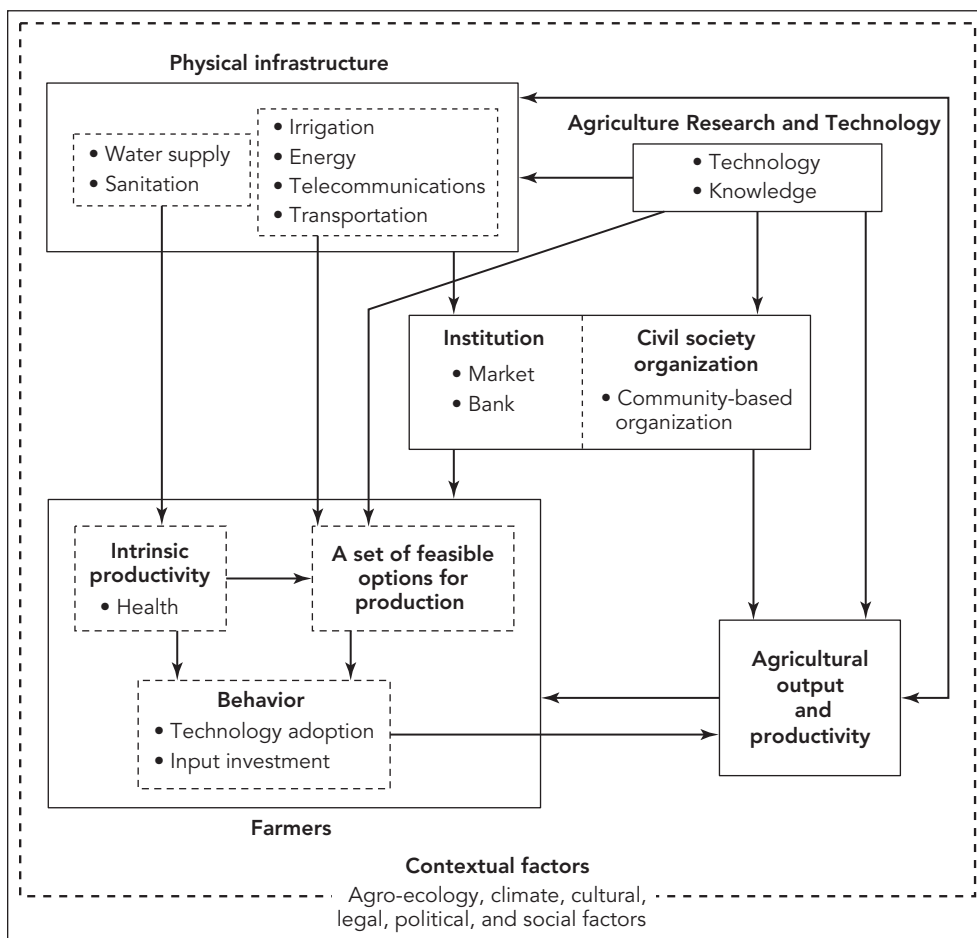 Physical infrastructure
• Water supply
• Sanitation
• Irrigation
• Energy
• Telecommunications
• Transportation
Agriculture Research and Technology
• Technology
• Knowledge
Institution
• Market
• Bank
Civil society
organization
• Community-based
organization
Intrinsic
productivity
• Health
A set of feasible
options for
production
Behavior
• Technology adoption
• Input investment
Farmers
Agricultural
output
and
productivity
Contextual factors
Agro-ecology, climate, cultural,
legal, political, and social factors